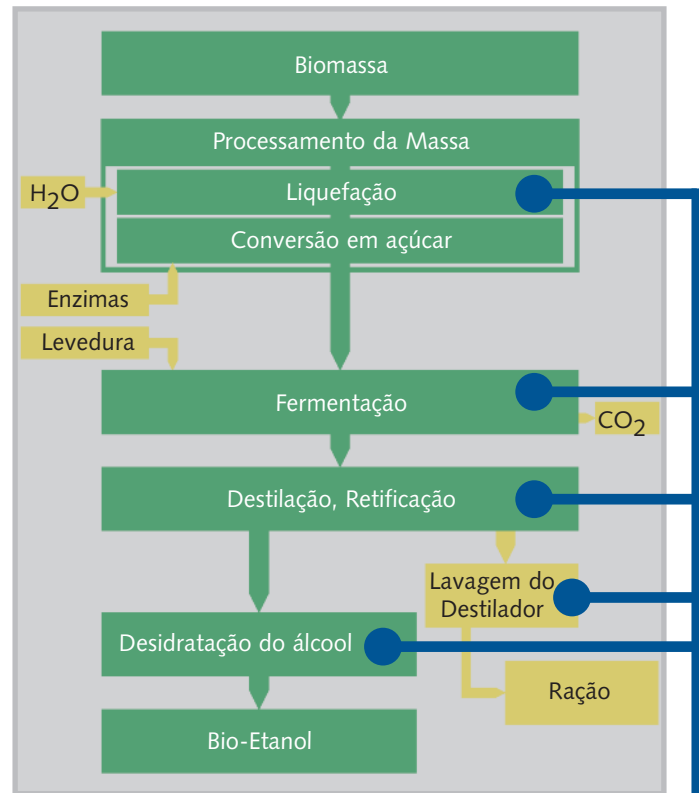 Biomassa
Processamento da Massa
H2O
Liquefação
Conversão em açúcar
Enzimas
Levedura
Fermentação
CO2
Destilação, Retificação
Lavagem do
Destilador
Desidratação do álcool
Ração
Bio-Etanol